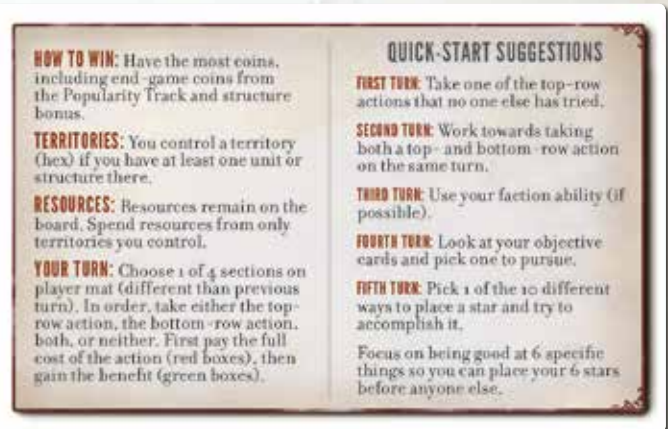 HOW TO WIN: Have the most coins,
including end-game coins from
the Popularity Track and structure
bonus.
TERRITORIES: You control a territory
(hex) if you have at least one unit or
structure there.
RESOURCES: Resources remain on the
board. Spend resources from only
territories you control.
YOUR TURN: Choose 1 of 4 sections on
player mat (different than previous
turn). In order, take either the top-
row action, the bottom-row action,
both, or neither. First pay the full
cost of the action (red boxes), then
gain the benefit (green boxes).
QUICK-START SUGGESTIONS
FIRST TURN: Take one of the top-row
actions that no one else has tried.
SECOND TURN: Work towards taking
both a top- and bottom-row action
on the same turn.
THIRD TURN: Use your faction ability (if
possible).
FOURTH TURN: Look at your objective
cards and pick one to pursue.
FIFTH TURN: Pick 1 of the 10 different
ways to place a star and try to
accomplish it.
Focus on being good at 6 specific
things so you can place your 6 stars
before anyone else.